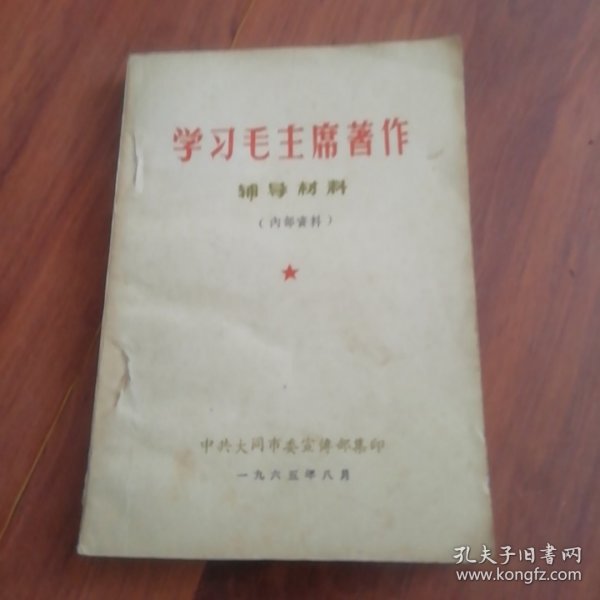 学习毛主席著作
辅导材料
（内部资料）
中共大同市委宣傳部集印
一九六五年八月
孔夫子旧书网
www.kongfz.com